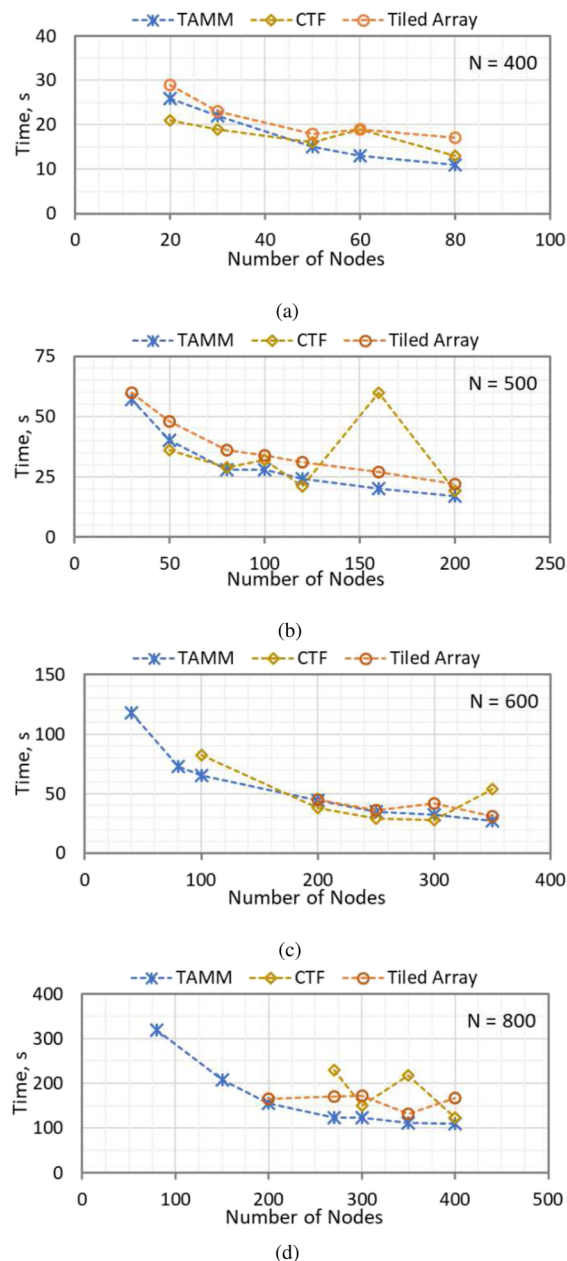 TAMM CTF Tiled Array
40
30
20
10
0
Time, s
N = 400
0 20 40 60 80 100
Number of Nodes
(a)
TAMM CTF Tiled Array
75
50
25
0
Time, s
N = 500
0 50 100 150 200 250
Number of Nodes
(b)
TAMM CTF Tiled Array
150
100
50
0
Time, s
N = 600
0 100 200 300 400
Number of Nodes
(c)
TAMM CTF Tiled Array
400
300
200
100
0
Time, s
N = 800
0 100 200 300 400 500
Number of Nodes
(d)